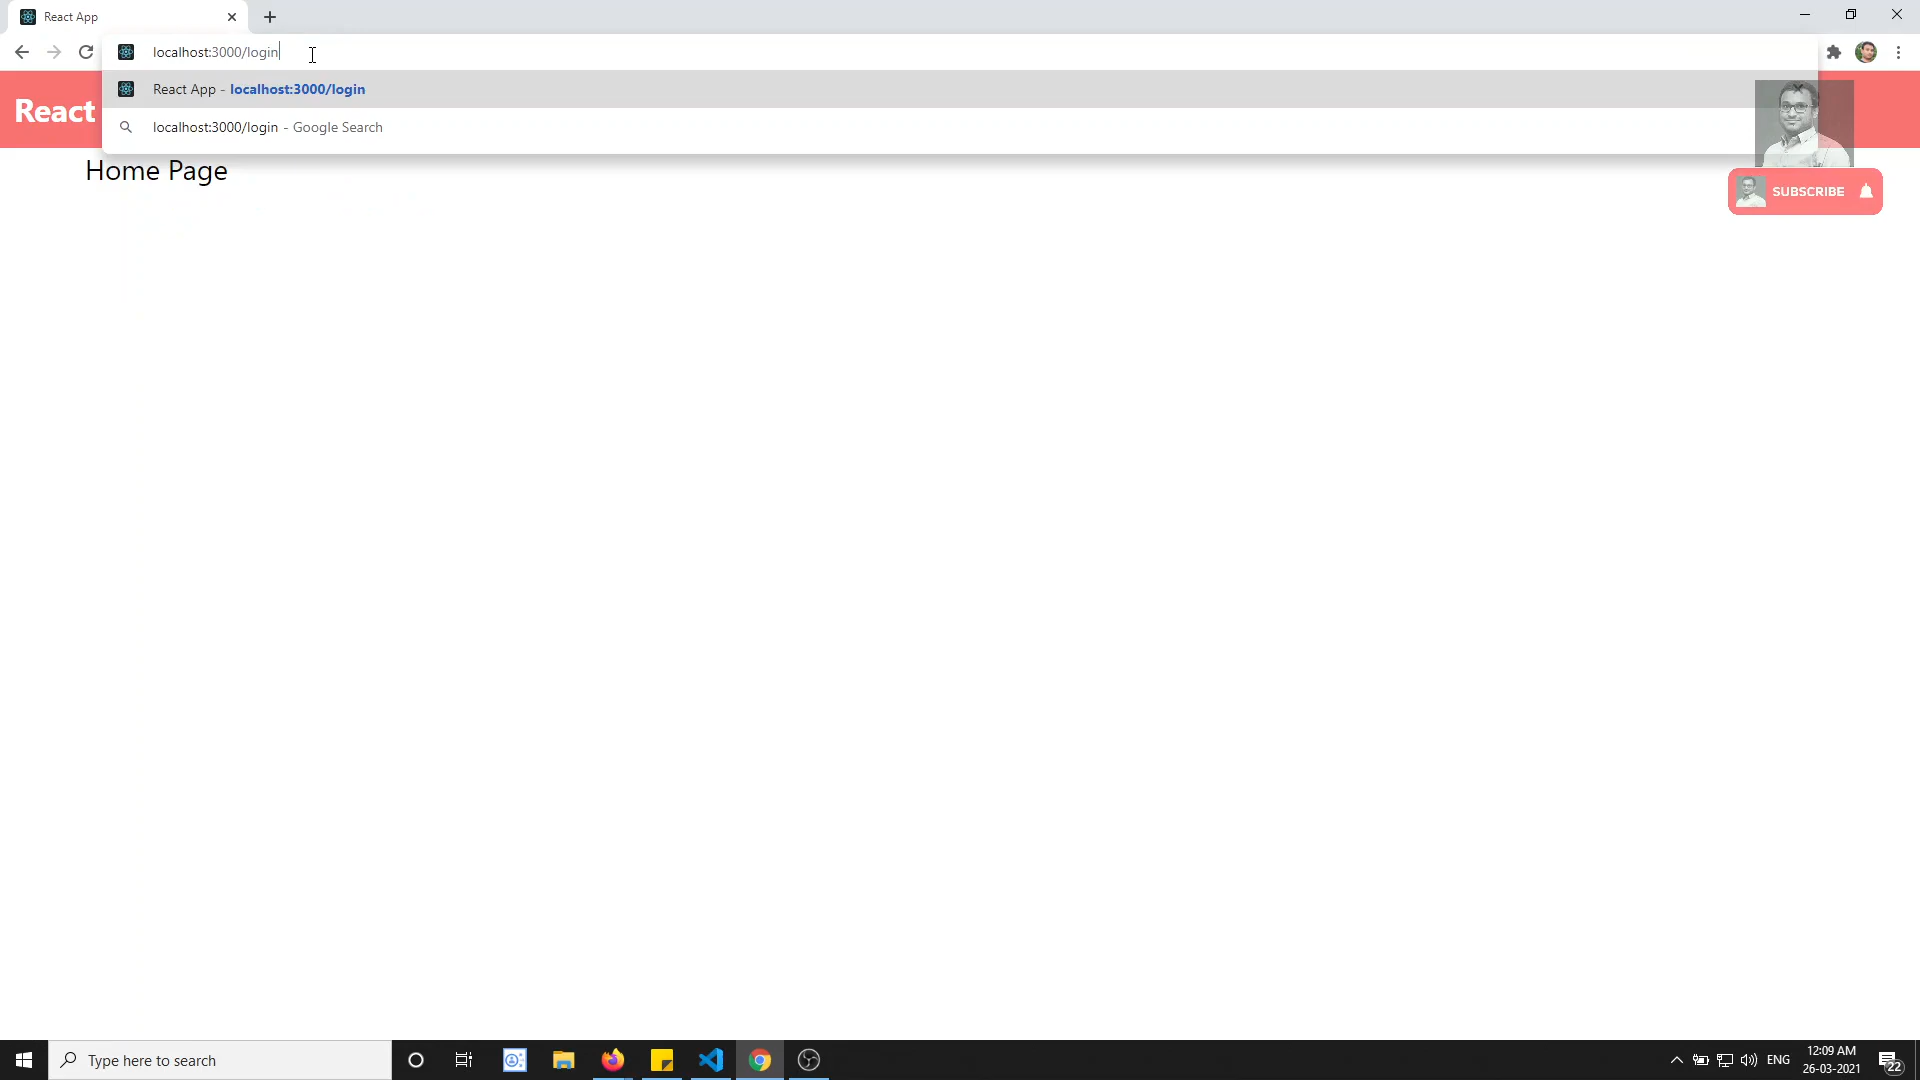 React App
localhost:3000/login
React App - localhost:3000/login
localhost:3000/login - Google Search
React
Home Page
SUBSCRIBE
Type here to search
ENG
12:09 AM
26-03-2021
22